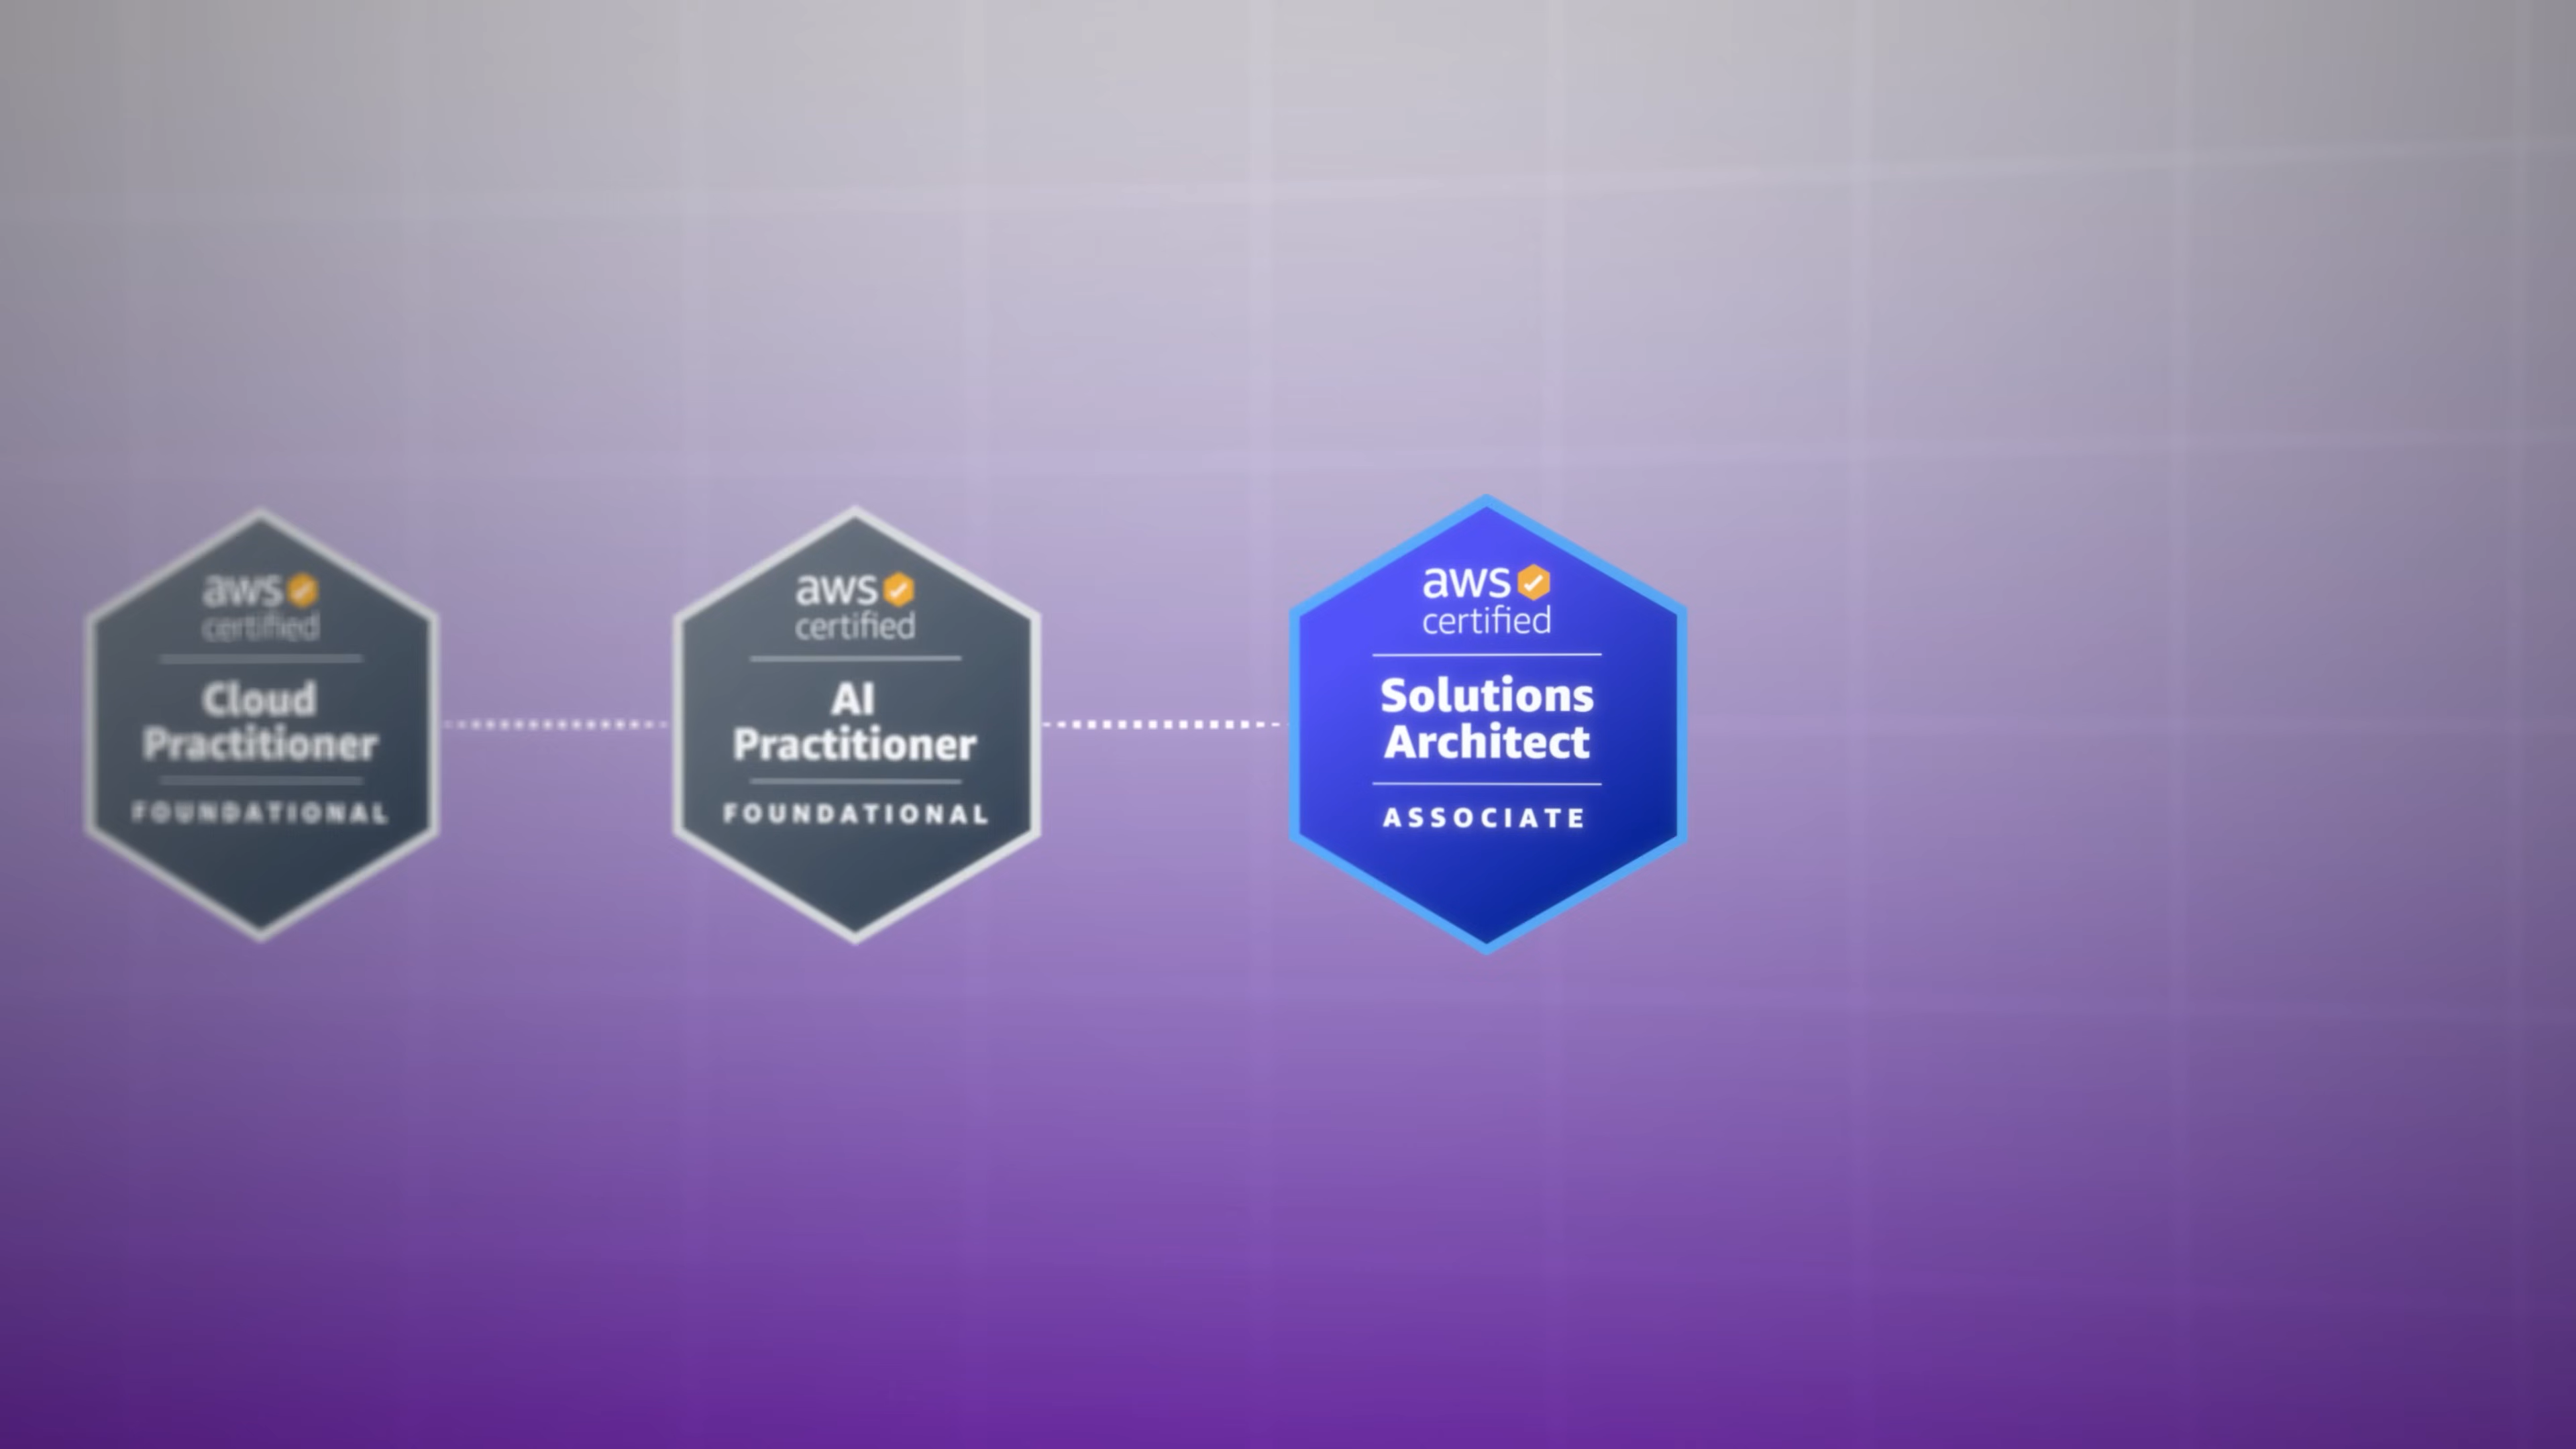 aws
certified
Cloud
Practitioner
FOUNDATIONAL
aws
certified
AI
Practitioner
FOUNDATIONAL
aws
certified
Solutions
Architect
ASSOCIATE